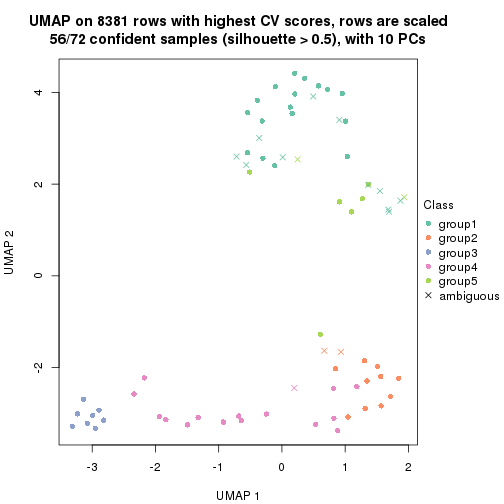 UMAP on 8381 rows with highest CV scores, rows are scaled
56/72 confident samples (silhouette > 0.5), with 10 PCs
4
2
0
-2
UMAP 2
-3
-2
-1
0
1
2
UMAP 1
Class
group1
group2
group3
group4
group5
ambiguous